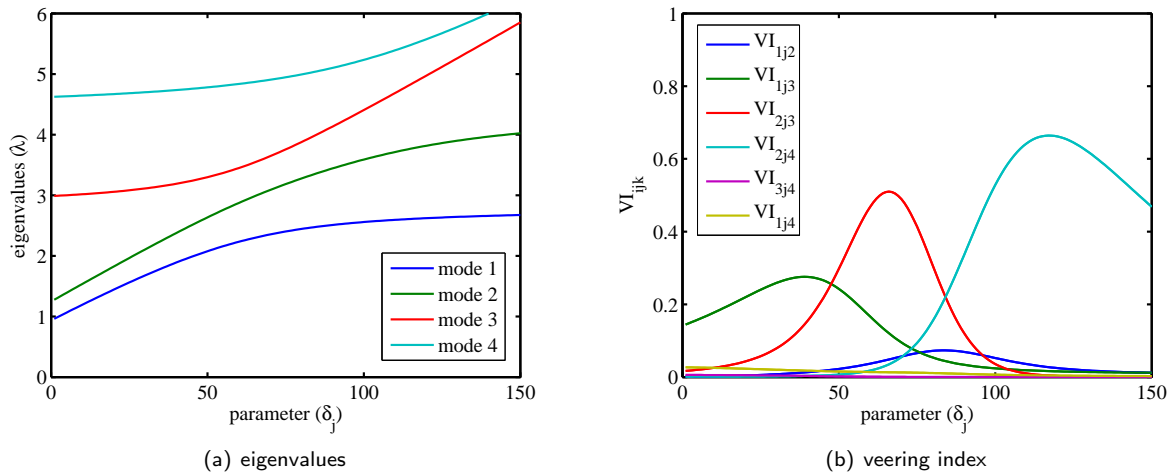 6
5
4
3
2
1
0
0
50
100
150
eigenvalues (λ)
parameter (δj)
mode 1
mode 2
mode 3
mode 4
(a) eigenvalues
1
0.8
0.6
0.4
0.2
0
0
50
100
150
VIijk
parameter (δj)
VI1j2
VI1j3
VI2j3
VI2j4
VI3j4
VI1j4
(b) veering index